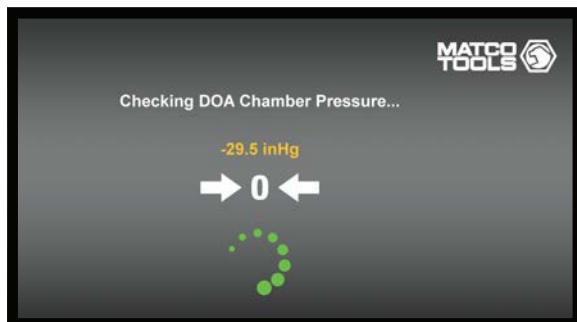 MATCO
TOOLS
Checking DOA Chamber Pressure...
-29.5 inHg
0